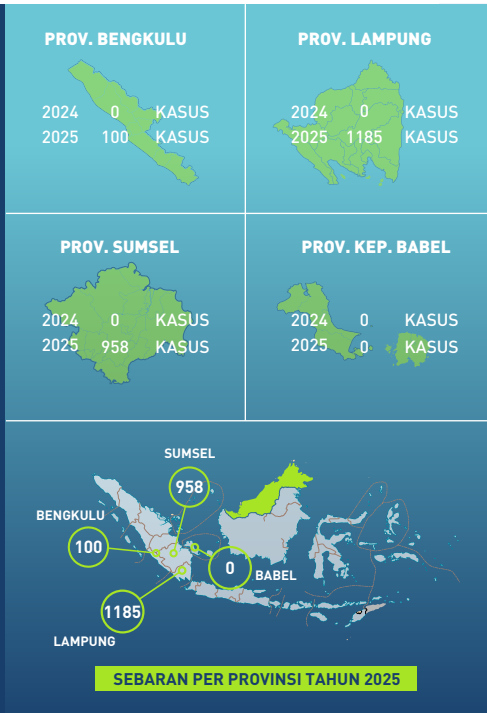 PROV. BENGKULU
2024 0 KASUS
2025 100 KASUS
PROV. LAMPUNG
2024 0 KASUS
2025 1185 KASUS
PROV. SUMSEL
2024 0 KASUS
2025 958 KASUS
PROV. KEP. BABEL
2024 0 KASUS
2025 0 KASUS
SUMSEL
958
BENGKULU
100
0
BABEL
1185
LAMPUNG
SEBARAN PER PROVINSI TAHUN 2025